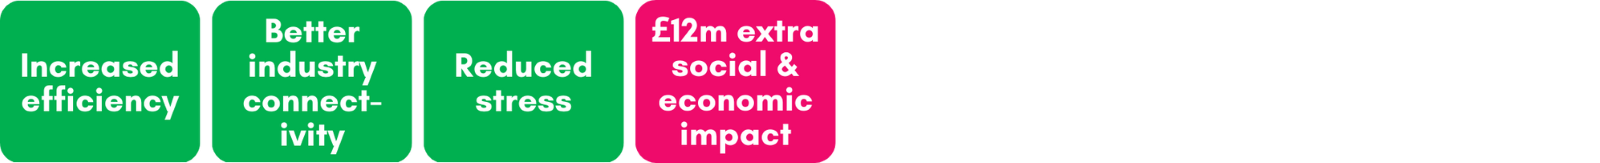 Increased
efficiency
Better
industry
connect-
ivity
Reduced
stress
£12m extra
social &
economic
impact